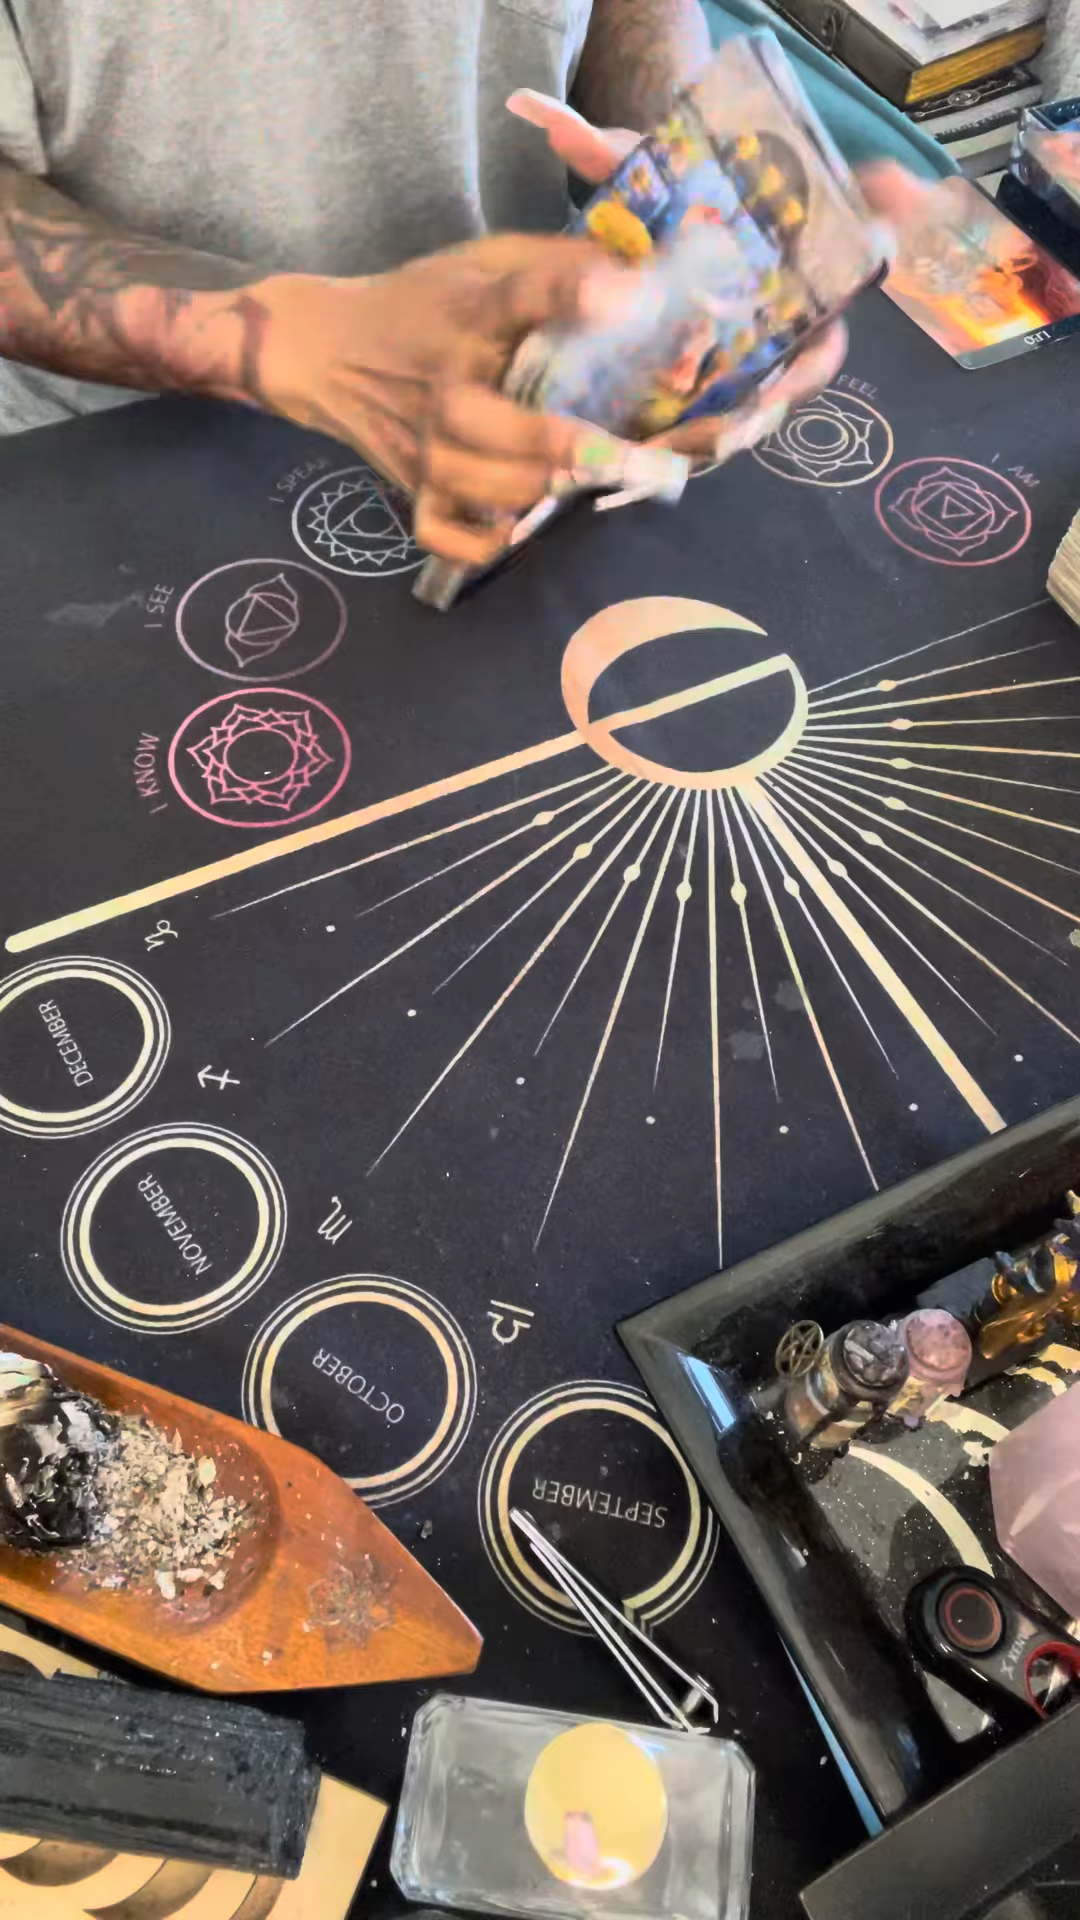 FEEL
I AM
I SPEAK
I SEE
I KNOW
DECEMBER
NOVEMBER
OCTOBER
SEPTEMBER